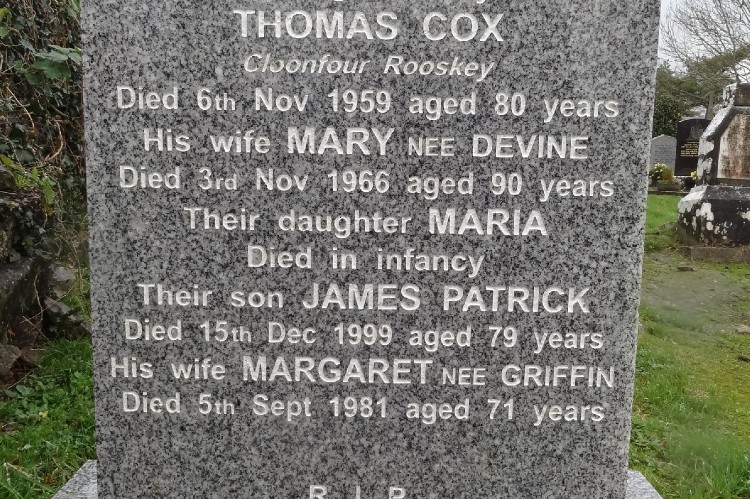 THOMAS COX
Cloonfour Rooskey
Died 6th Nov 1959 aged 80 years
His wife MARY NEE DEVINE
Died 3rd Nov 1966 aged 90 years
Their daughter MARIA
Died in infancy
Their son JAMES PATRICK
Died 15th Dec 1999 aged 79 years
His wife MARGARET NEE GRIFFIN
Died 5th Sept 1981 aged 71 years
R.I.P.